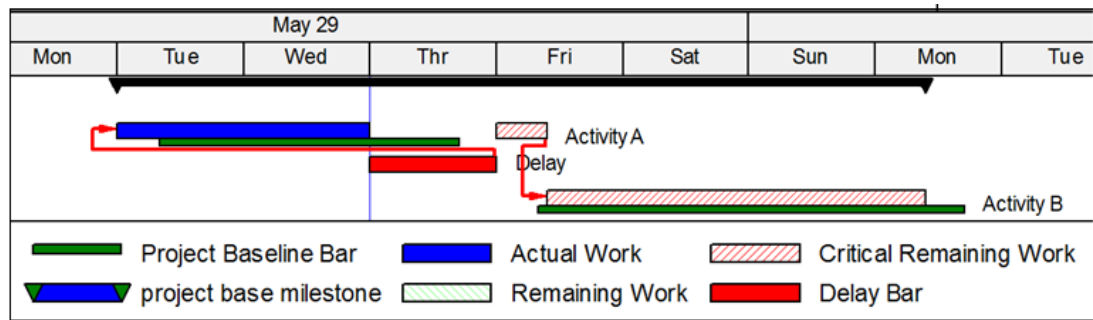 May 29
Mon Tue Wed Thr Fri Sat Sun Mon Tue
Activity A
Delay
Activity B
Project Baseline Bar Actual Work Critical Remaining Work
project base milestone Remaining Work Delay Bar